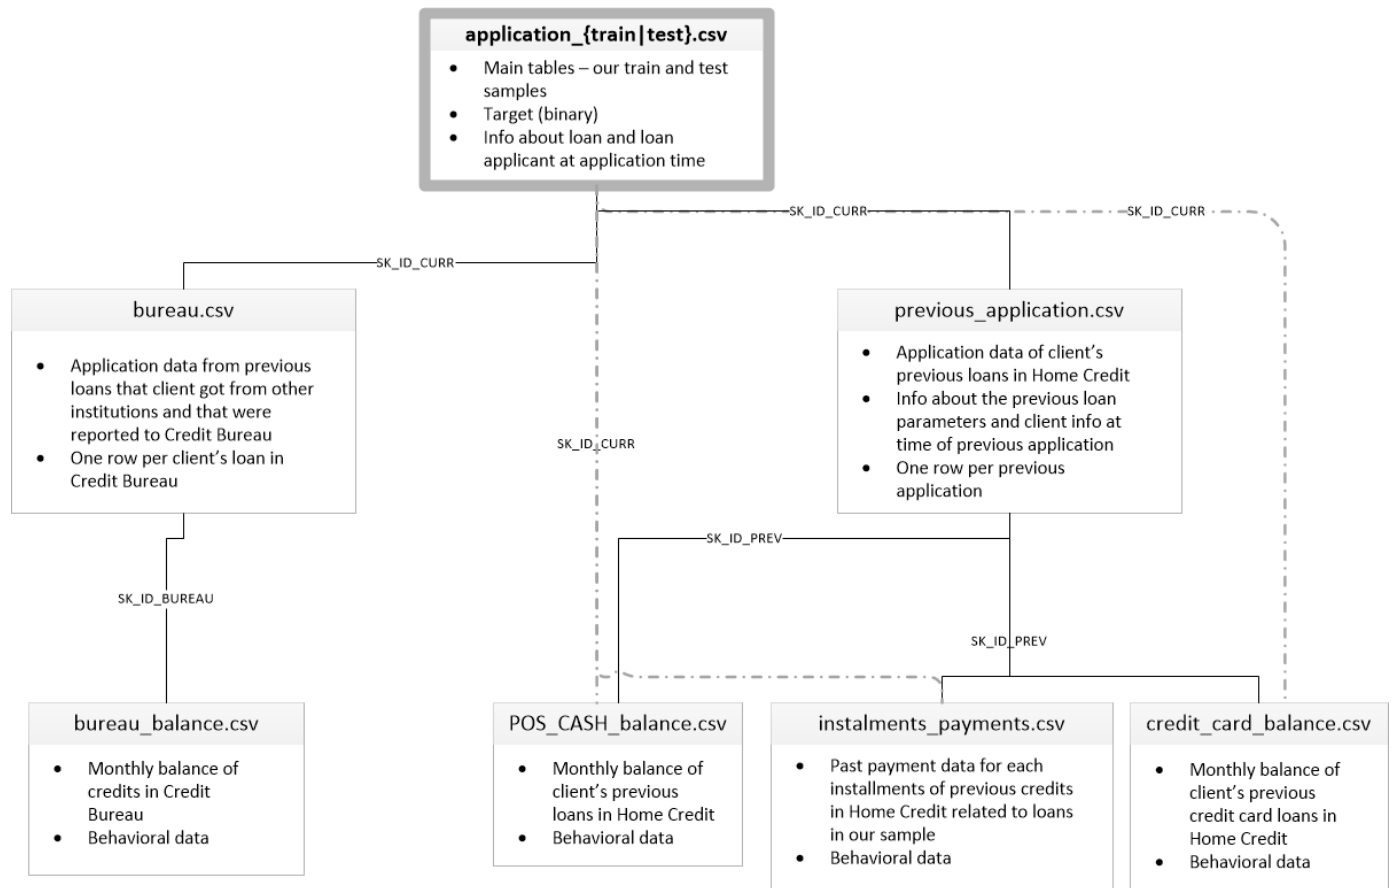 application_{train|test}.csv
• Main tables – our train and test
samples
• Target (binary)
• Info about loan and loan
applicant at application time
SK_ID_CURR
SK_ID_CURR
SK_ID_CURR
bureau.csv
• Application data from previous
loans that client got from other
institutions and that were
reported to Credit Bureau
• One row per client's loan in
Credit Bureau
previous_application.csv
• Application data of client's
previous loans in Home Credit
• Info about the previous loan
parameters and client info at
time of previous application
• One row per previous
application
SK_ID_CURR
SK_ID_PREV
SK_ID_BUREAU
SK_ID_PREV
bureau_balance.csv
• Monthly balance of
credits in Credit
Bureau
• Behavioral data
POS_CASH_balance.csv
• Monthly balance of
client's previous
loans in Home Credit
• Behavioral data
instalments_payments.csv
• Past payment data for each
installments of previous credits
in Home Credit related to loans
in our sample
• Behavioral data
credit_card_balance.csv
• Monthly balance of
client's previous
credit card loans in
Home Credit
• Behavioral data